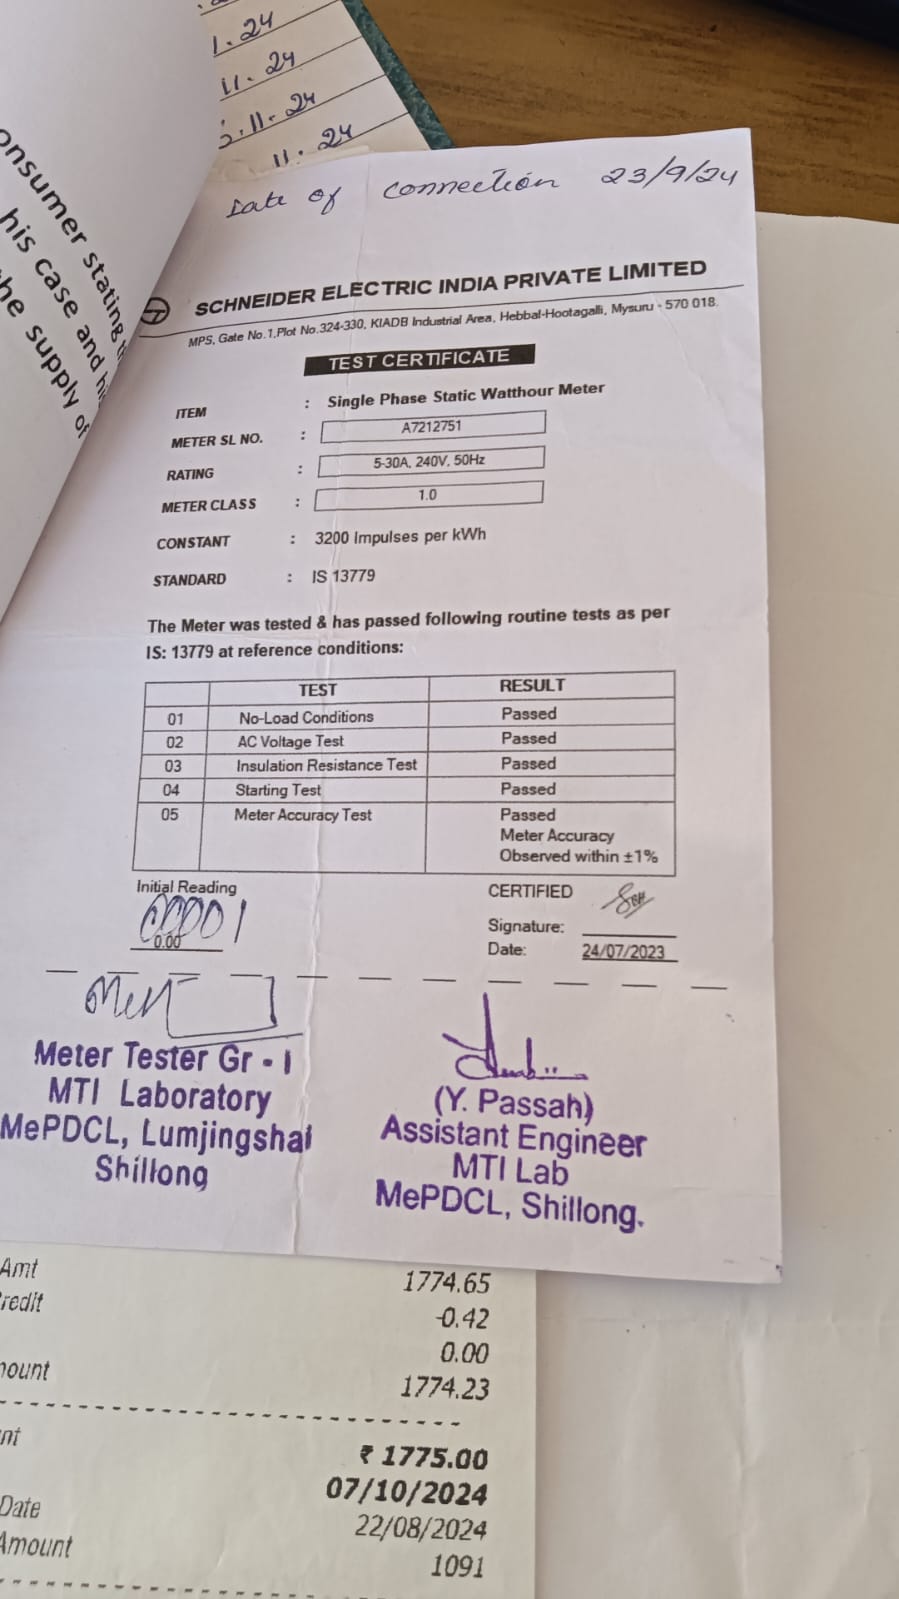 1.24
11.24
.11.24
11.24
onsumer stating
his case and hi
he supply of
Date of connection 23/9/24
SCHNEIDER ELECTRIC INDIA PRIVATE LIMITED
MPS, Gate No.1,Plot No.324-330, KIADB Industrial Area, Hebbal-Hootagalli, Mysuru - 570 018.
TEST CERTIFICATE
ITEM : Single Phase Static Watthour Meter
METER SL NO. : A7212751
RATING : 5-30A, 240V, 50Hz
METER CLASS : 1.0
CONSTANT : 3200 Impulses per kWh
STANDARD : IS 13779
The Meter was tested & has passed following routine tests as per
IS: 13779 at reference conditions:
TEST RESULT
01 No-Load Conditions Passed
02 AC Voltage Test Passed
03 Insulation Resistance Test Passed
04 Starting Test Passed
05 Meter Accuracy Test Passed
Meter Accuracy
Observed within ±1%
Initial Reading
00001
0.00
CERTIFIED
Signature:
Date: 24/07/2023
Meter Tester Gr - I
MTI Laboratory
MePDCL, Lumjingshai
Shillong
(Y. Passah)
Assistant Engineer
MTI Lab
MePDCL, Shillong.
Amt 1774.65
redit -0.42
0.00
nount 1774.23
nt ₹ 1775.00
07/10/2024
Date 22/08/2024
Amount 1091